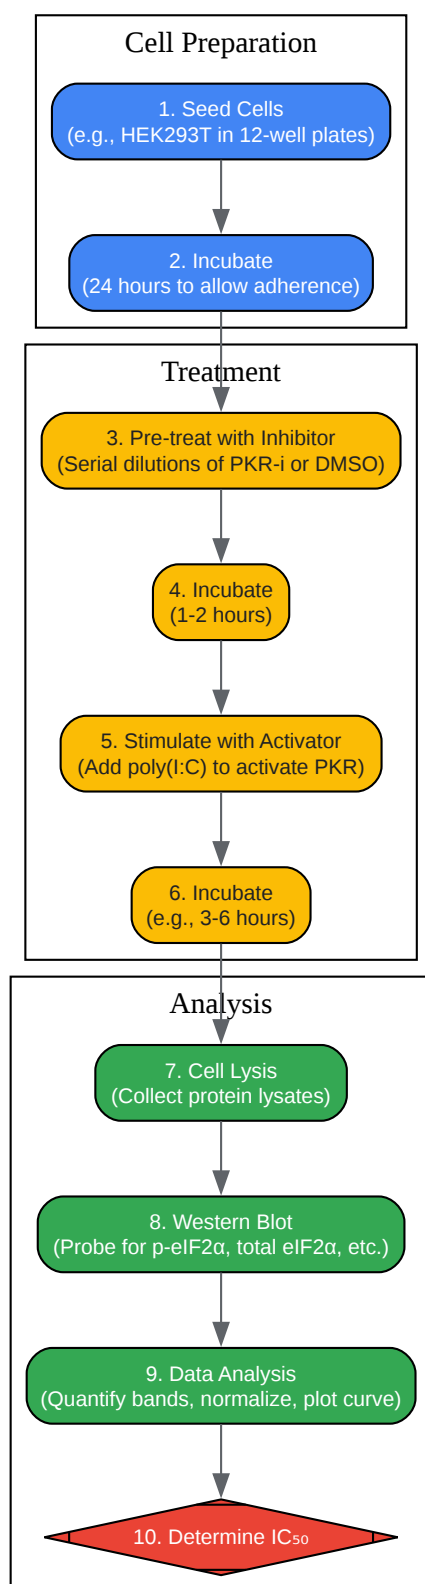 Cell Preparation
1. Seed Cells
(e.g., HEK293T in 12-well plates)
2. Incubate
(24 hours to allow adherence)
Treatment
3. Pre-treat with Inhibitor
(Serial dilutions of PKR-i or DMSO)
4. Incubate
(1-2 hours)
5. Stimulate with Activator
(Add poly(I:C) to activate PKR)
6. Incubate
(e.g., 3-6 hours)
Analysis
7. Cell Lysis
(Collect protein lysates)
8. Western Blot
(Probe for p-eIF2α, total eIF2α, etc.)
9. Data Analysis
(Quantify bands, normalize, plot curve)
10. Determine IC₅₀